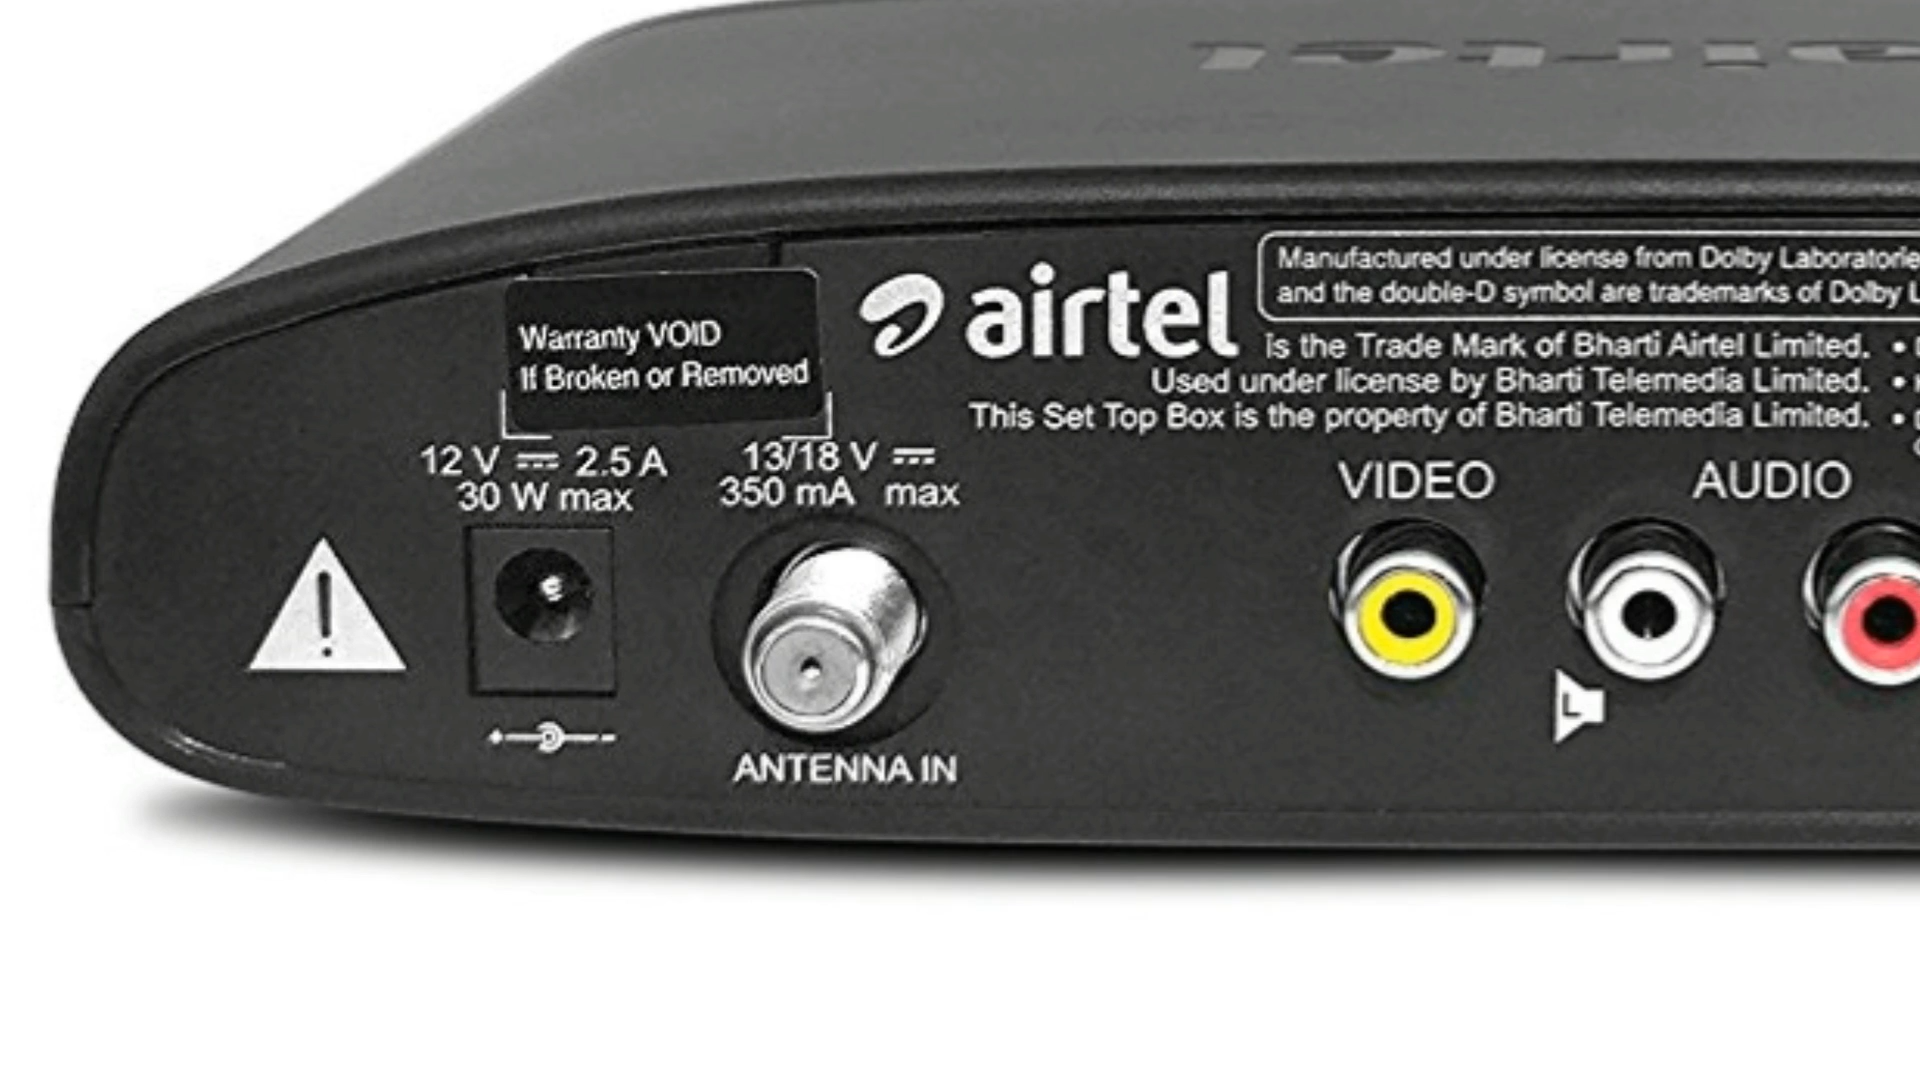 airtel
Manufactured under license from Dolby
and the double-D symbol are trademarks of Dolby
is the Trade Mark of Bharti Airtel Limited.
Used under license by Bharti Telemedia Limited.
This Set Top Box is the property of Bharti Telemedia Limited.
Warranty VOID
If Broken or Removed
12 V 2.5 A
30 W max
13/18 V
350 mA max
VIDEO
AUDIO
L
ANTENNA IN